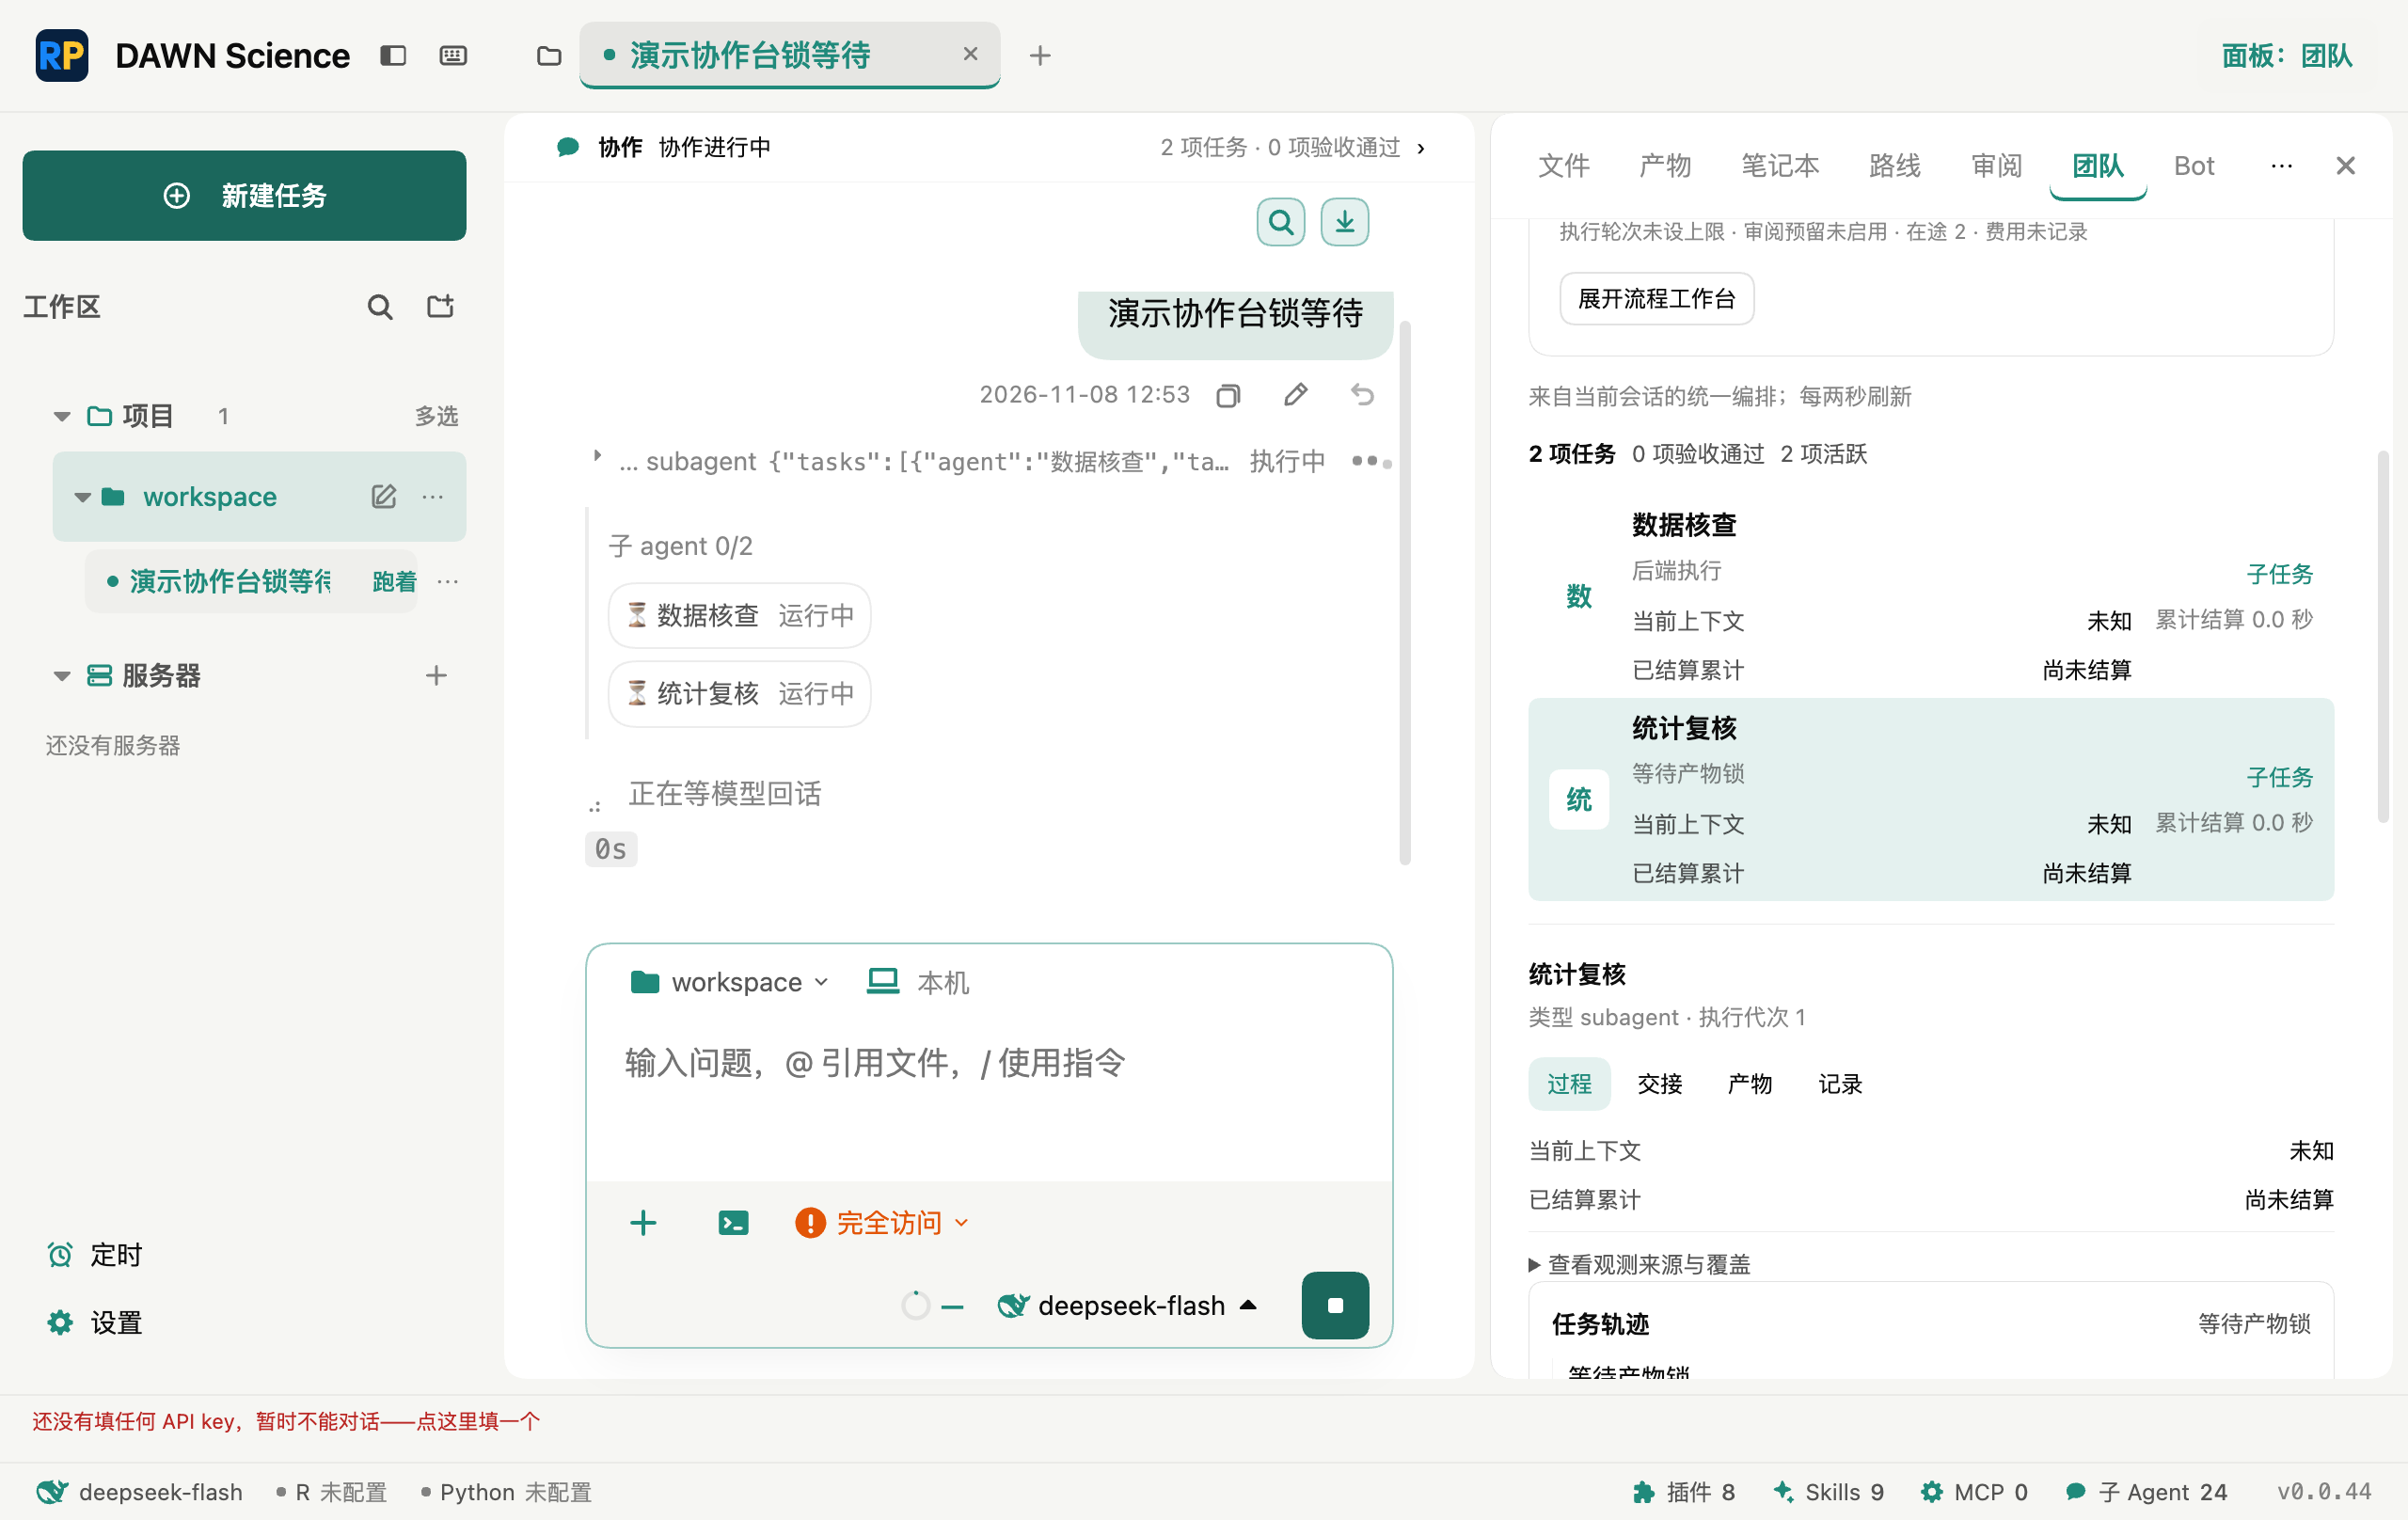 RP DAWN Science
演示协作台锁等待
面板：团队
新建任务
工作区
项目 1 多选
workspace
演示协作台锁等待 跑着
服务器
还没有服务器
定时
设置
协作 协作进行中 2 项任务 · 0 项验收通过
演示协作台锁等待
2026-11-08 12:53
... subagent {"tasks":[{"agent":"数据核查","ta… 执行中
子 agent 0/2
数据核查 运行中
统计复核 运行中
正在等模型回话
0s
workspace 本机
输入问题，@ 引用文件，/ 使用指令
完全访问
deepseek-flash
文件 产物 笔记本 路线 审阅 团队 Bot
执行轮次未设上限 · 审阅预留未启用 · 在途 2 · 费用未记录
展开流程工作台
来自当前会话的统一编排；每两秒刷新
2 项任务 0 项验收通过 2 项活跃
数
数据核查
后端执行
子任务
当前上下文 未知 累计结算 0.0 秒
已结算累计 尚未结算
统
统计复核
等待产物锁
子任务
当前上下文 未知 累计结算 0.0 秒
已结算累计 尚未结算
统计复核
类型 subagent · 执行代次 1
过程 交接 产物 记录
当前上下文 未知
已结算累计 尚未结算
查看观测来源与覆盖
任务轨迹 等待产物锁
等待产物锁
还没有填任何 API key，暂时不能对话——点这里填一个
deepseek-flash R 未配置 Python 未配置
插件 8 Skills 9 MCP 0 子 Agent 24 v0.0.44